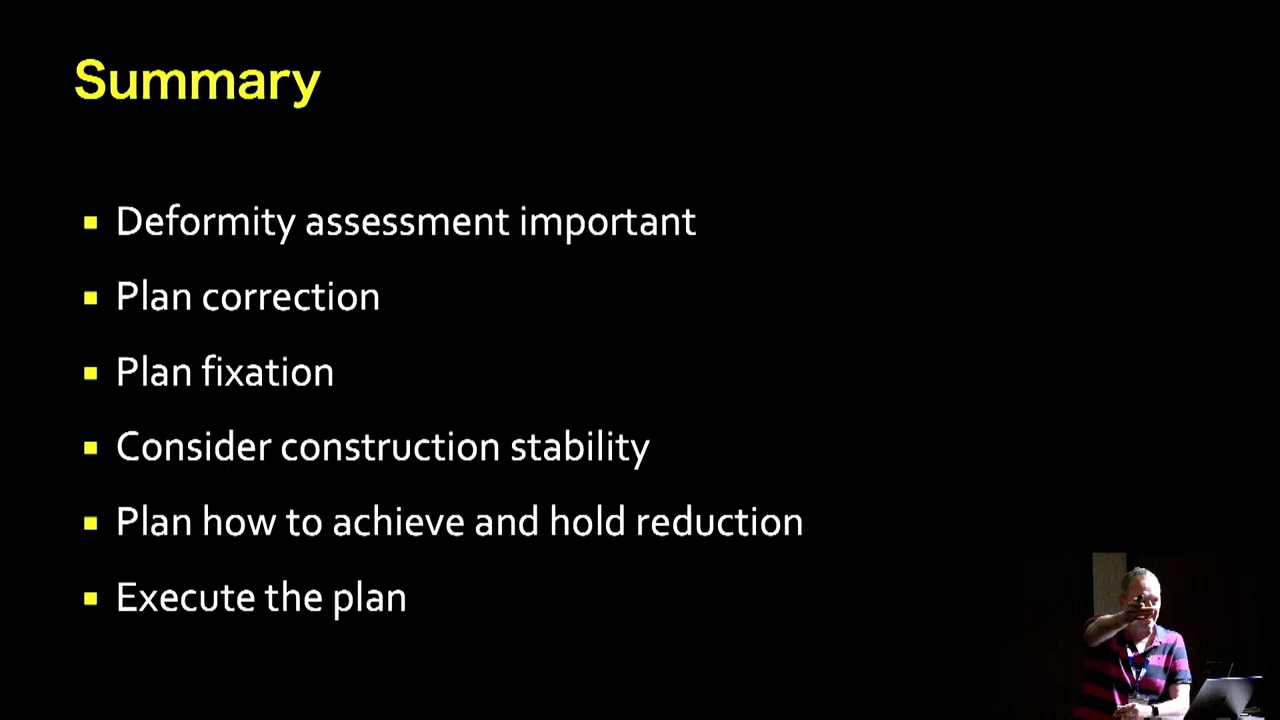 Summary
Deformity assessment important
Plan correction
Plan fixation
Consider construction stability
Plan how to achieve and hold reduction
Execute the plan